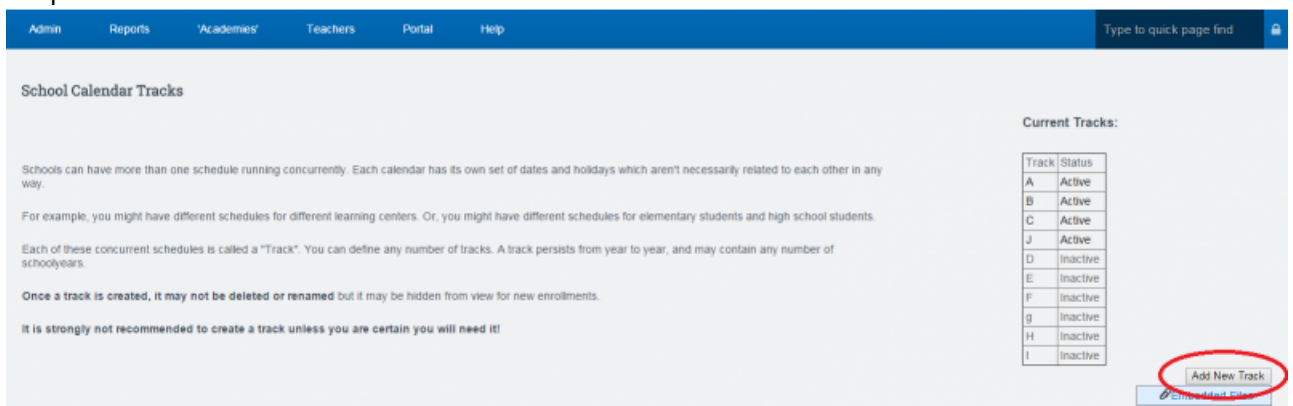 Admin Reports 'Academies' Teachers Portal Help Type to quick page find
School Calendar Tracks
Current Tracks:
Schools can have more than one schedule running concurrently. Each calendar has its own set of dates and holidays which aren't necessarily related to each other in any
way.
For example, you might have different schedules for different learning centers. Or, you might have different schedules for elementary students and high school students.
Each of these concurrent schedules is called a "Track". You can define any number of tracks. A track persists from year to year, and may contain any number of
schoolyears.
Once a track is created, it may not be deleted or renamed but it may be hidden from view for new enrollments.
It is strongly not recommended to create a track unless you are certain you will need it!
Track Status
A Active
B Active
C Active
J Active
D Inactive
E Inactive
F Inactive
g Inactive
H Inactive
I Inactive
Add New Track
Embedded Files